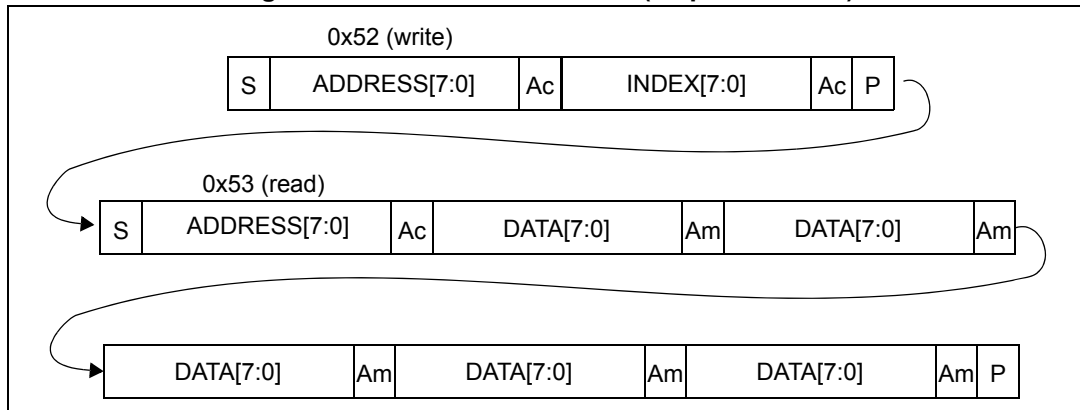 0x52 (write)
S ADDRESS[7:0] Ac INDEX[7:0] Ac P
0x53 (read)
S ADDRESS[7:0] Ac DATA[7:0] Am DATA[7:0] Am
DATA[7:0] Am DATA[7:0] Am DATA[7:0] Am P